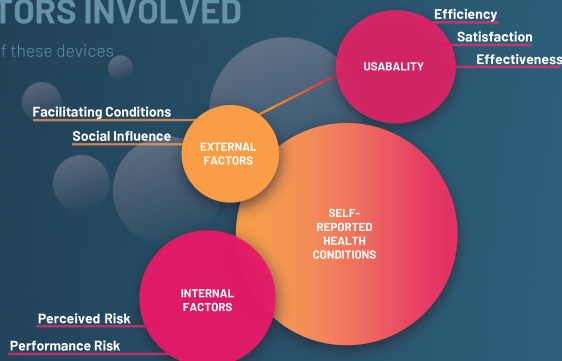 TORS INVOLVED
f these devices
Efficiency
Satisfaction
Effectiveness
USABALITY
Facilitating Conditions
Social Influence
EXTERNAL
FACTORS
SELF-
REPORTED
HEALTH
CONDITIONS
INTERNAL
FACTORS
Perceived Risk
Performance Risk